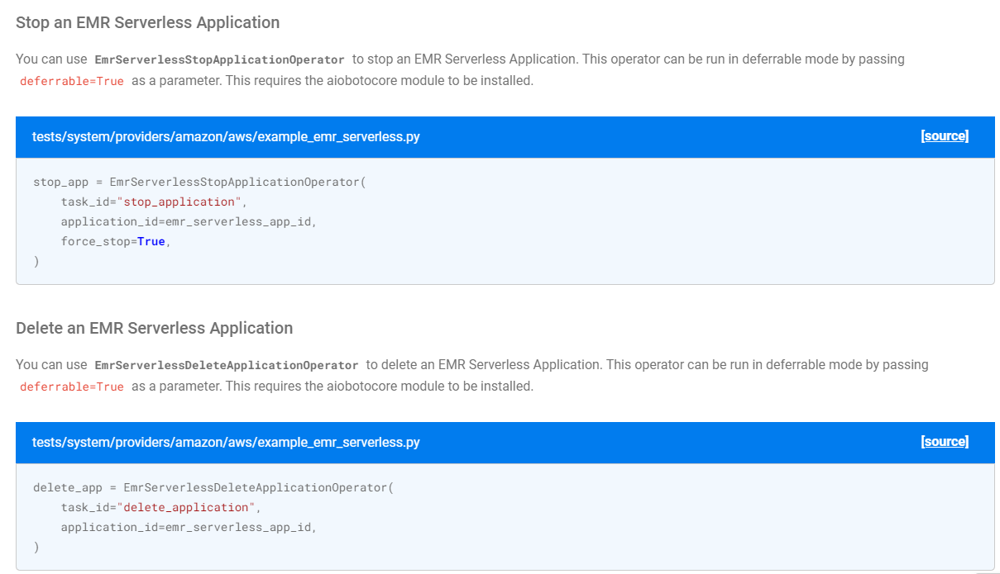 Stop an EMR Serverless Application
You can use EmrServerlessStopApplicationOperator to stop an EMR Serverless Application. This operator can be run in deferrable mode by passing
deferrable=True as a parameter. This requires the aiobotocore module to be installed.
tests/system/providers/amazon/aws/example_emr_serverless.py [source]
stop_app = EmrServerlessStopApplicationOperator(
    task_id="stop_application",
    application_id=emr_serverless_app_id,
    force_stop=True,
)
Delete an EMR Serverless Application
You can use EmrServerlessDeleteApplicationOperator to delete an EMR Serverless Application. This operator can be run in deferrable mode by passing
deferrable=True as a parameter. This requires the aiobotocore module to be installed.
tests/system/providers/amazon/aws/example_emr_serverless.py [source]
delete_app = EmrServerlessDeleteApplicationOperator(
    task_id="delete_application",
    application_id=emr_serverless_app_id,
)